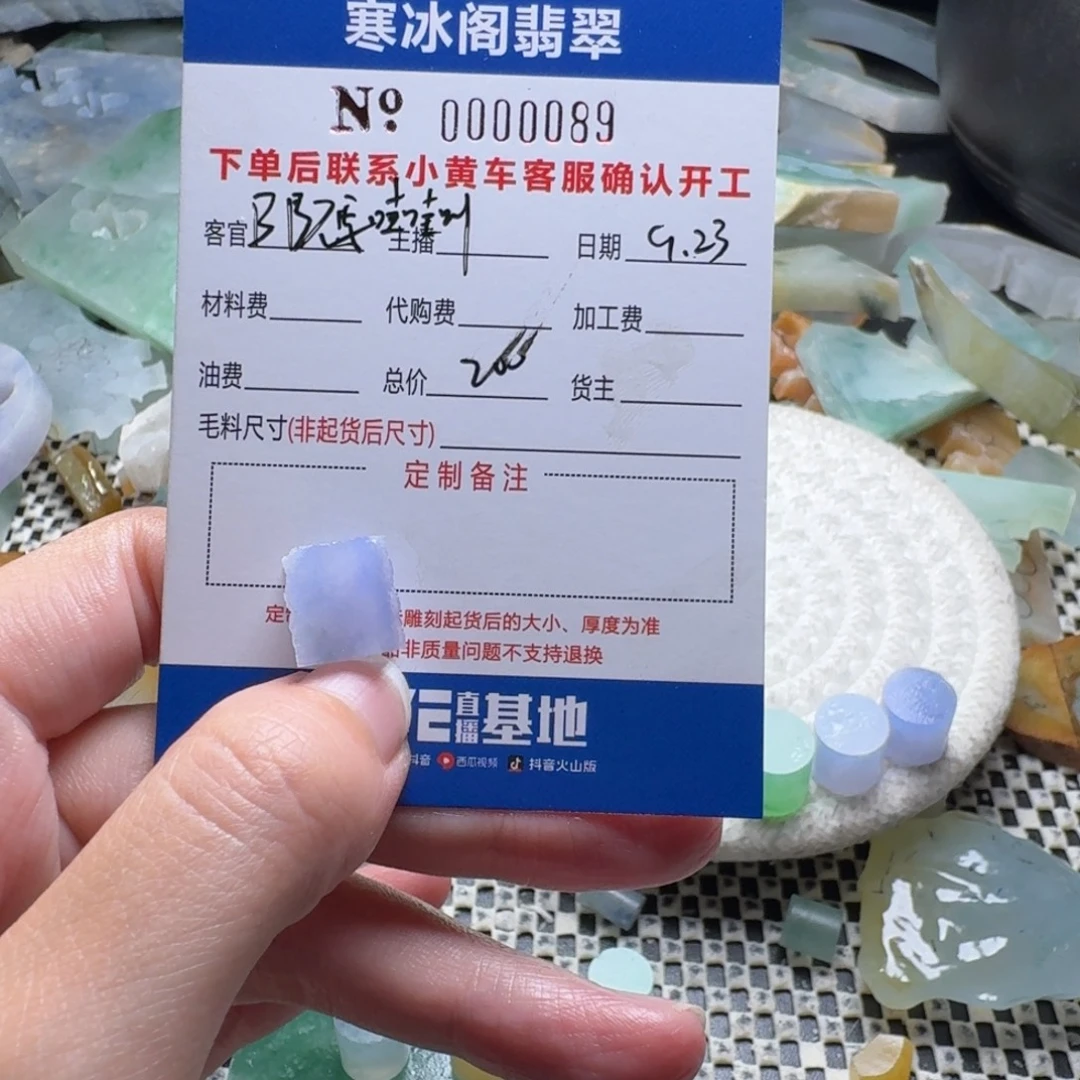 寒冰阁翡翠
No 0000089
下单后联系小黄车客服确认开工
客官 主播 日期 9.23
材料费 代购费 加工费
油费 总价 200 货主
毛料尺寸(非起货后尺寸)
定制备注
定 雕刻起货后的大小、厚度为准
品非质量问题不支持退换
直播基地
抖音 西瓜视频 抖音火山版